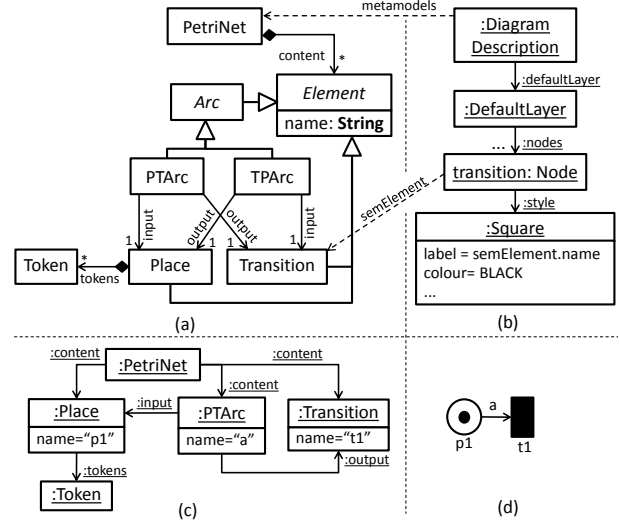 PetriNet
content
*
Arc
Element
name: String
PTArc
TPArc
input
output
output
input
1
1
1
1
Token
*
tokens
Place
Transition
(a)
metamodels
semElement
:Diagram
Description
:defaultLayer
:DefaultLayer
... :nodes
transition: Node
:style
:Square
label = semElement.name
colour= BLACK
...
(b)
:content
:PetriNet
:content
:content
:Place
name="p1"
:input
:PTArc
name="a"
:Transition
name="t1"
:tokens
:output
:Token
(c)
a
p1
t1
(d)